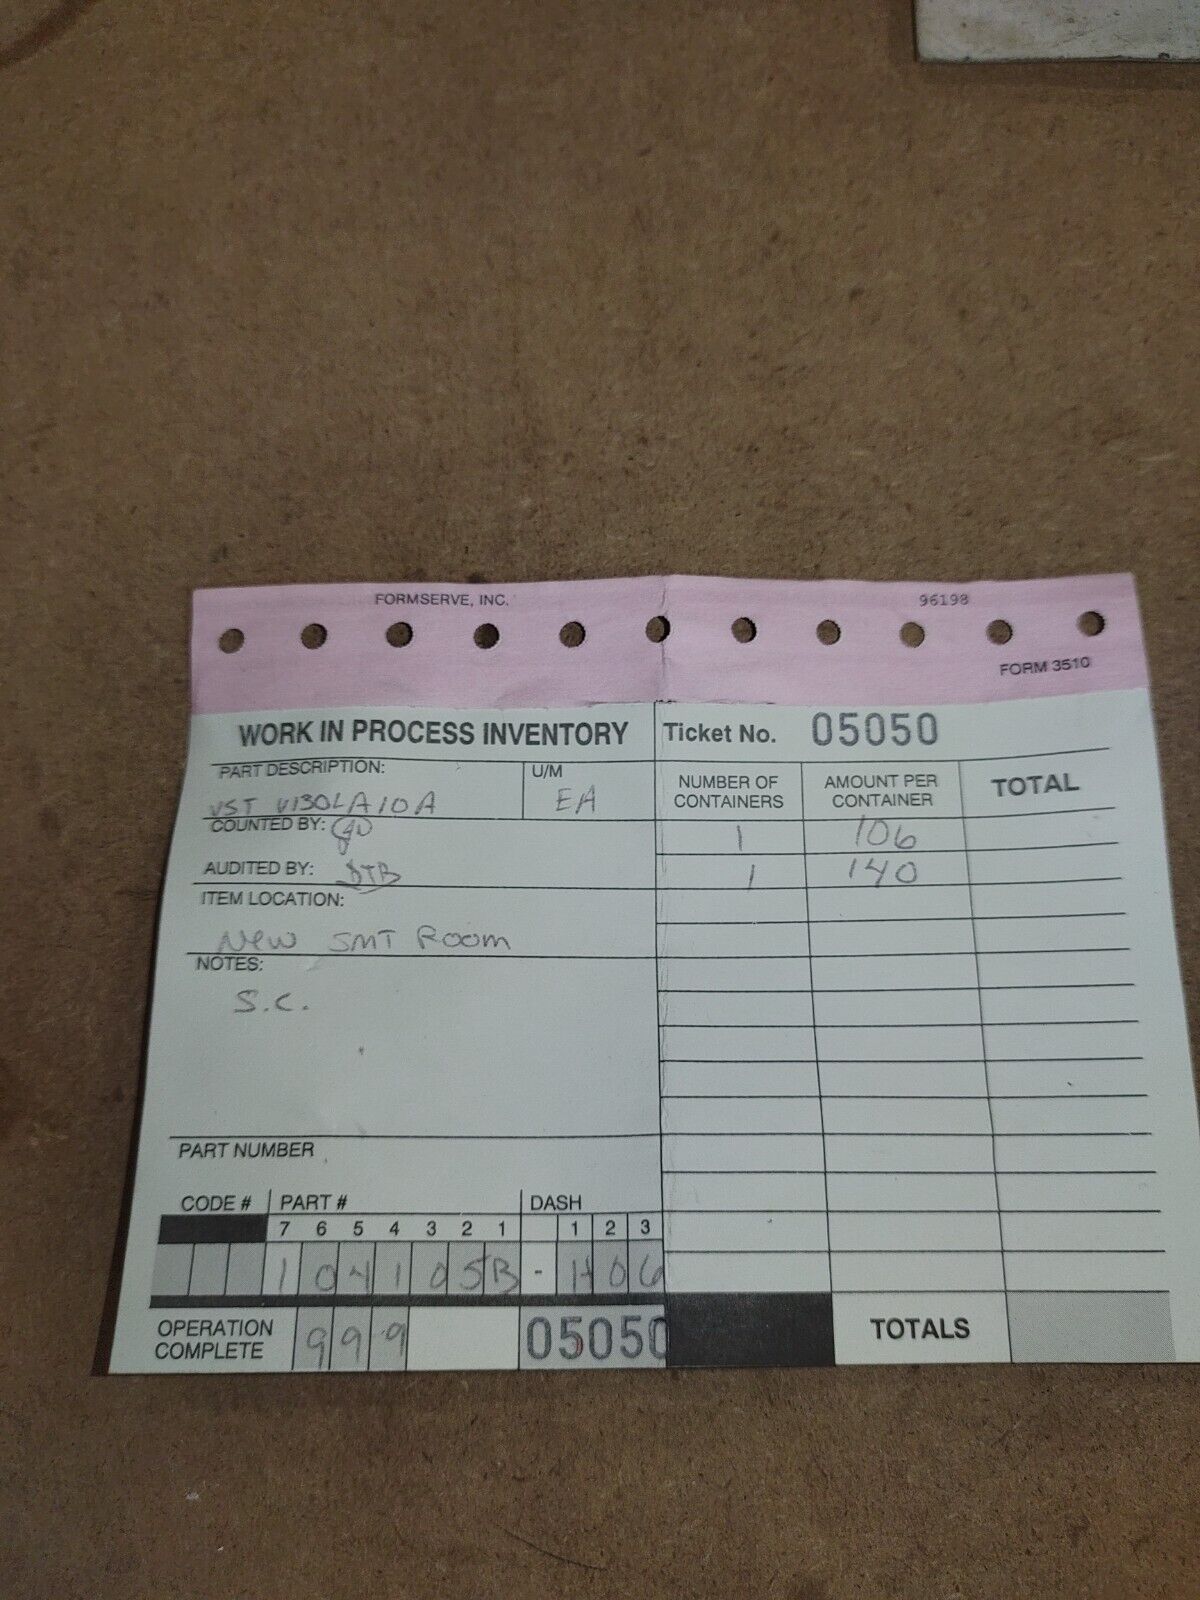 FORMSERVE, INC. 96198
FORM 3510
WORK IN PROCESS INVENTORY Ticket No. 05050
PART DESCRIPTION: U/M NUMBER OF CONTAINERS AMOUNT PER CONTAINER TOTAL
VST V130LA10A EA
COUNTED BY: 1 106
AUDITED BY: DTB 1 140
ITEM LOCATION:
New SMT Room
NOTES:
S.C.
PART NUMBER
CODE # PART # DASH
7 6 5 4 3 2 1 1 2 3
1 0 4 1 0 5 B - H 0 6
OPERATION COMPLETE 9 9 9 05050 TOTALS